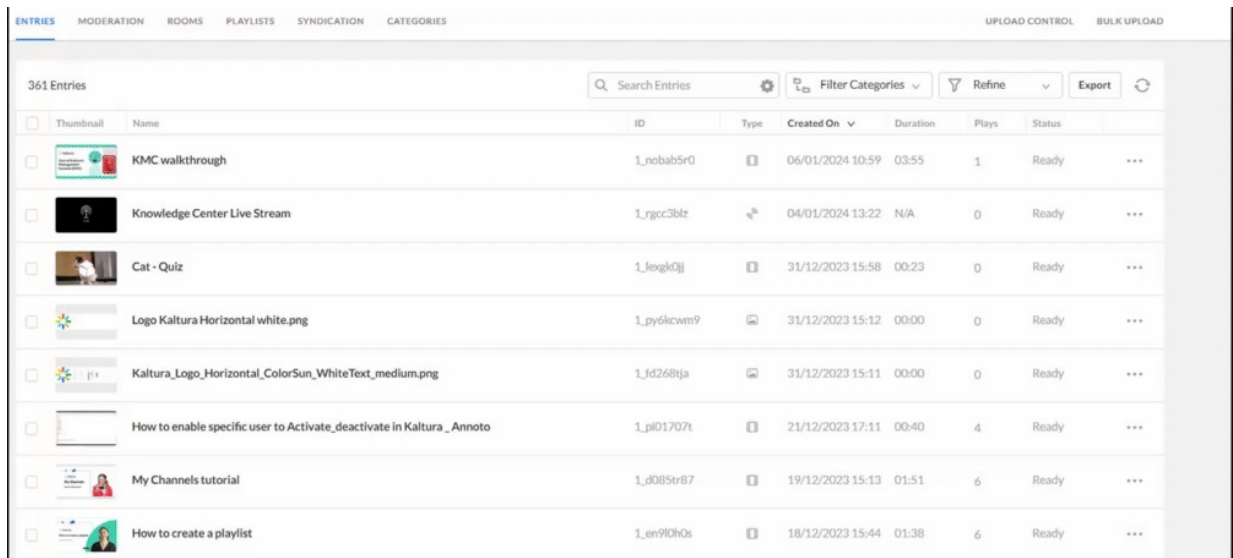 ENTRIES MODERATION ROOMS PLAYLISTS SYNDICATION CATEGORIES UPLOAD CONTROL BULK UPLOAD
361 Entries Search Entries Filter Categories Refine Export
Thumbnail Name ID Type Created On Duration Plays Status
KMC walkthrough 1_nobab5r0 06/01/2024 10:59 03:55 1 Ready
Knowledge Center Live Stream 1_rgcc3blz 04/01/2024 13:22 N/A 0 Ready
Cat - Quiz 1_lexgk0jj 31/12/2023 15:58 00:23 0 Ready
Logo Kaltura Horizontal white.png 1_py6kcwm9 31/12/2023 15:12 00:00 0 Ready
Kaltura_Logo_Horizontal_ColorSun_WhiteText_medium.png 1_fd268tja 31/12/2023 15:11 00:00 0 Ready
How to enable specific user to Activate_deactivate in Kaltura _ Annoto 1_pi01707t 21/12/2023 17:11 00:40 4 Ready
My Channels tutorial 1_d085tr87 19/12/2023 15:13 01:51 6 Ready
How to create a playlist 1_en9l0h0s 18/12/2023 15:44 01:38 6 Ready